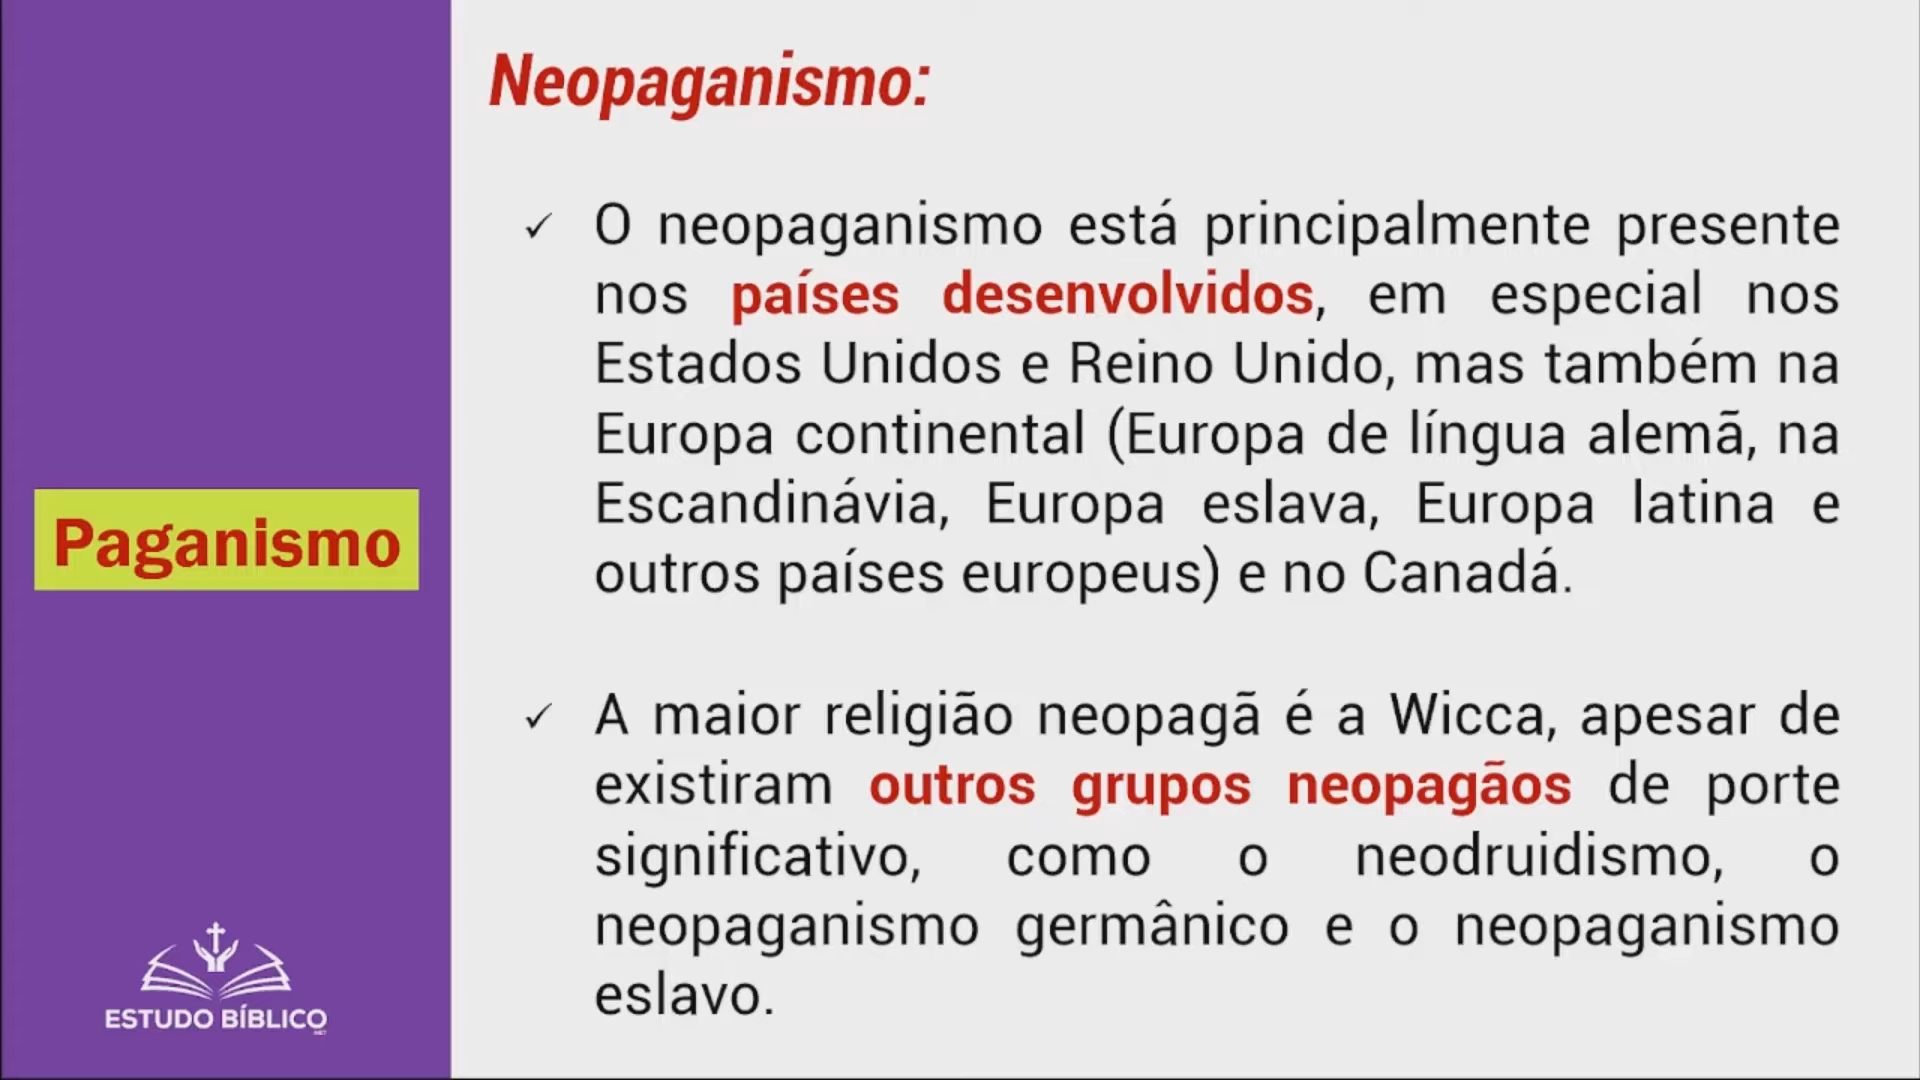 Neopaganismo:
✓ O neopaganismo está principalmente presente
nos países desenvolvidos, em especial nos
Estados Unidos e Reino Unido, mas também na
Europa continental (Europa de língua alemã, na
Escandinávia, Europa eslava, Europa latina e
outros países europeus) e no Canadá.
✓ A maior religião neopagã é a Wicca, apesar de
existiram outros grupos neopagãos de porte
significativo, como o neodruidismo, o
neopaganismo germânico e o neopaganismo
eslavo.
Paganismo
ESTUDO BÍBLICO